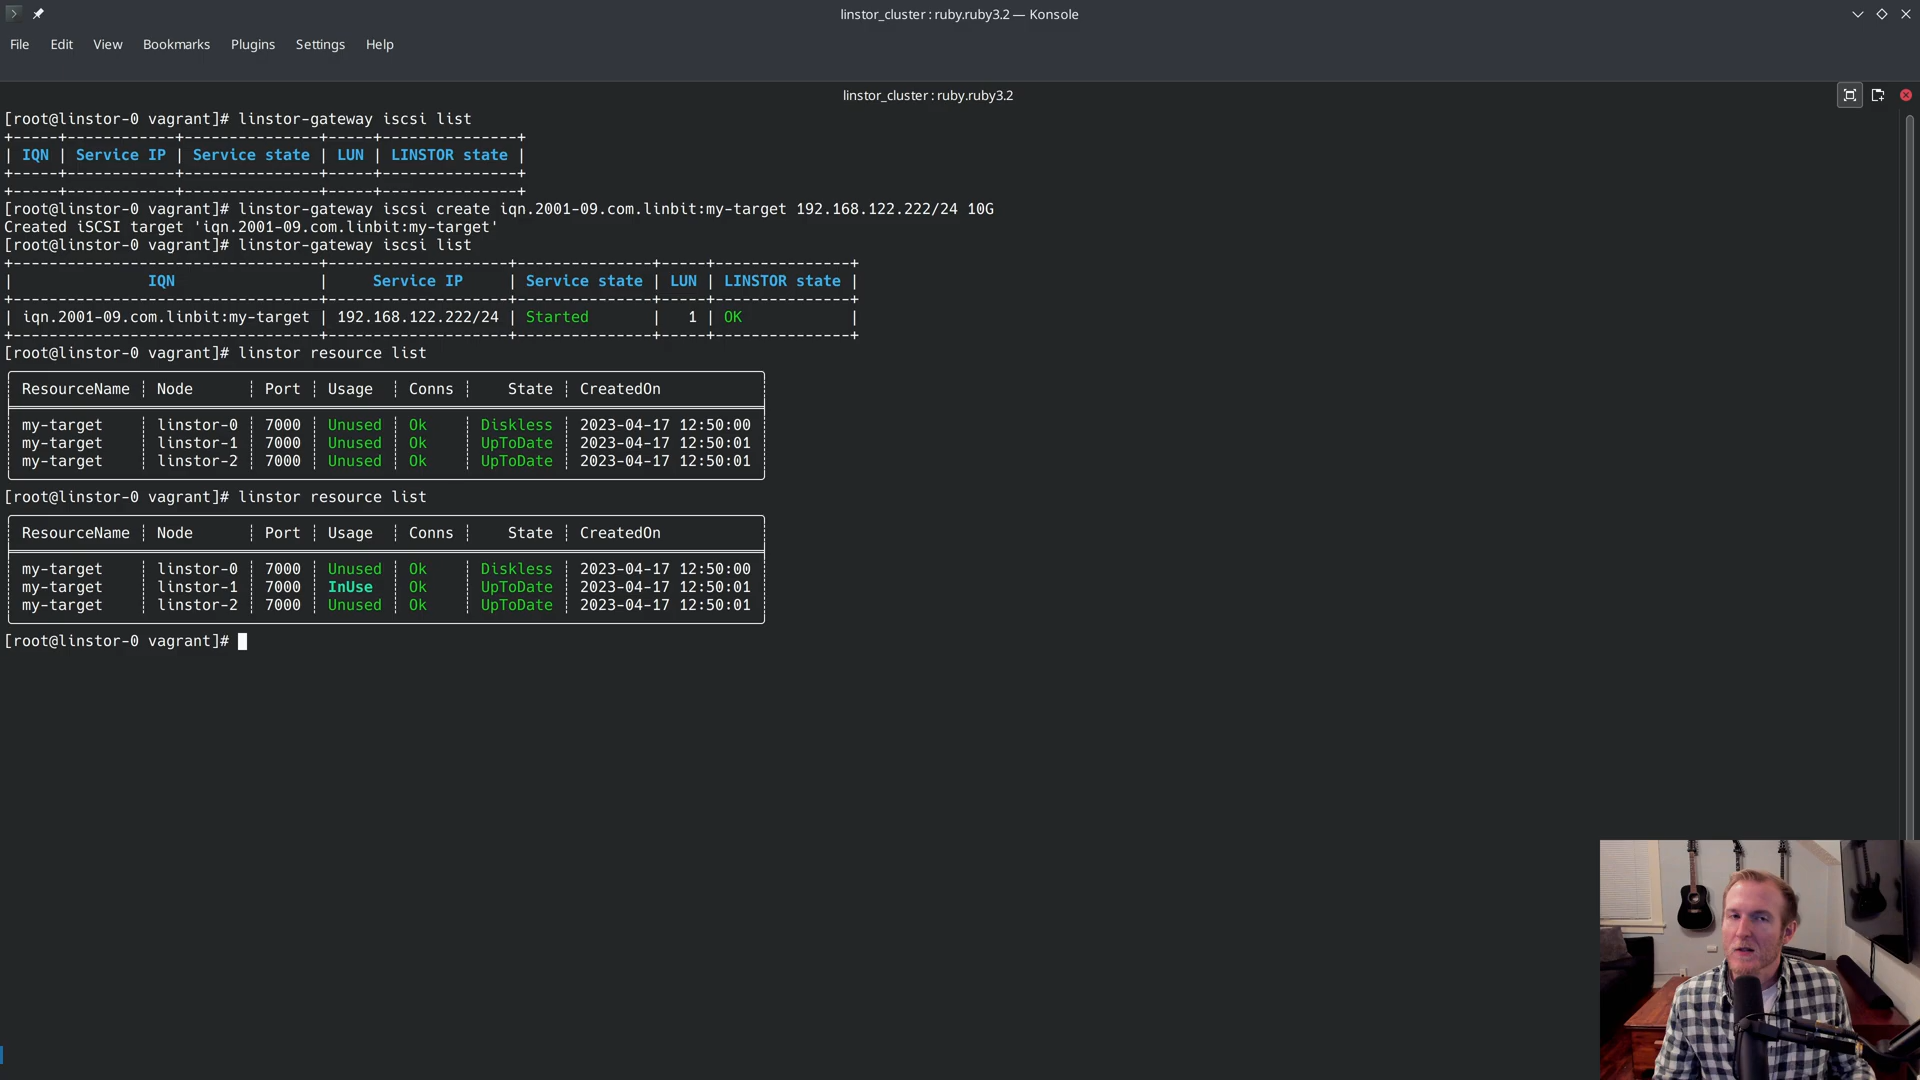 linstor_cluster : ruby.ruby3.2 — Konsole
File Edit View Bookmarks Plugins Settings Help
linstor_cluster : ruby.ruby3.2
[root@linstor-0 vagrant]# linstor-gateway iscsi list
+-----+------------+---------------+-----+---------------+
| IQN | Service IP | Service state | LUN | LINSTOR state |
+-----+------------+---------------+-----+---------------+
+-----+------------+---------------+-----+---------------+
[root@linstor-0 vagrant]# linstor-gateway iscsi create iqn.2001-09.com.linbit:my-target 192.168.122.222/24 10G
Created iSCSI target 'iqn.2001-09.com.linbit:my-target'
[root@linstor-0 vagrant]# linstor-gateway iscsi list
+----------------------------------+--------------------+---------------+-----+---------------+
| IQN | Service IP | Service state | LUN | LINSTOR state |
+----------------------------------+--------------------+---------------+-----+---------------+
| iqn.2001-09.com.linbit:my-target | 192.168.122.222/24 | Started | 1 | OK |
+----------------------------------+--------------------+---------------+-----+---------------+
[root@linstor-0 vagrant]# linstor resource list
ResourceName ┊ Node ┊ Port ┊ Usage ┊ Conns ┊ State ┊ CreatedOn
my-target ┊ linstor-0 ┊ 7000 ┊ Unused ┊ Ok ┊ Diskless ┊ 2023-04-17 12:50:00
my-target ┊ linstor-1 ┊ 7000 ┊ Unused ┊ Ok ┊ UpToDate ┊ 2023-04-17 12:50:01
my-target ┊ linstor-2 ┊ 7000 ┊ Unused ┊ Ok ┊ UpToDate ┊ 2023-04-17 12:50:01
[root@linstor-0 vagrant]# linstor resource list
ResourceName ┊ Node ┊ Port ┊ Usage ┊ Conns ┊ State ┊ CreatedOn
my-target ┊ linstor-0 ┊ 7000 ┊ Unused ┊ Ok ┊ Diskless ┊ 2023-04-17 12:50:00
my-target ┊ linstor-1 ┊ 7000 ┊ InUse ┊ Ok ┊ UpToDate ┊ 2023-04-17 12:50:01
my-target ┊ linstor-2 ┊ 7000 ┊ Unused ┊ Ok ┊ UpToDate ┊ 2023-04-17 12:50:01
[root@linstor-0 vagrant]#